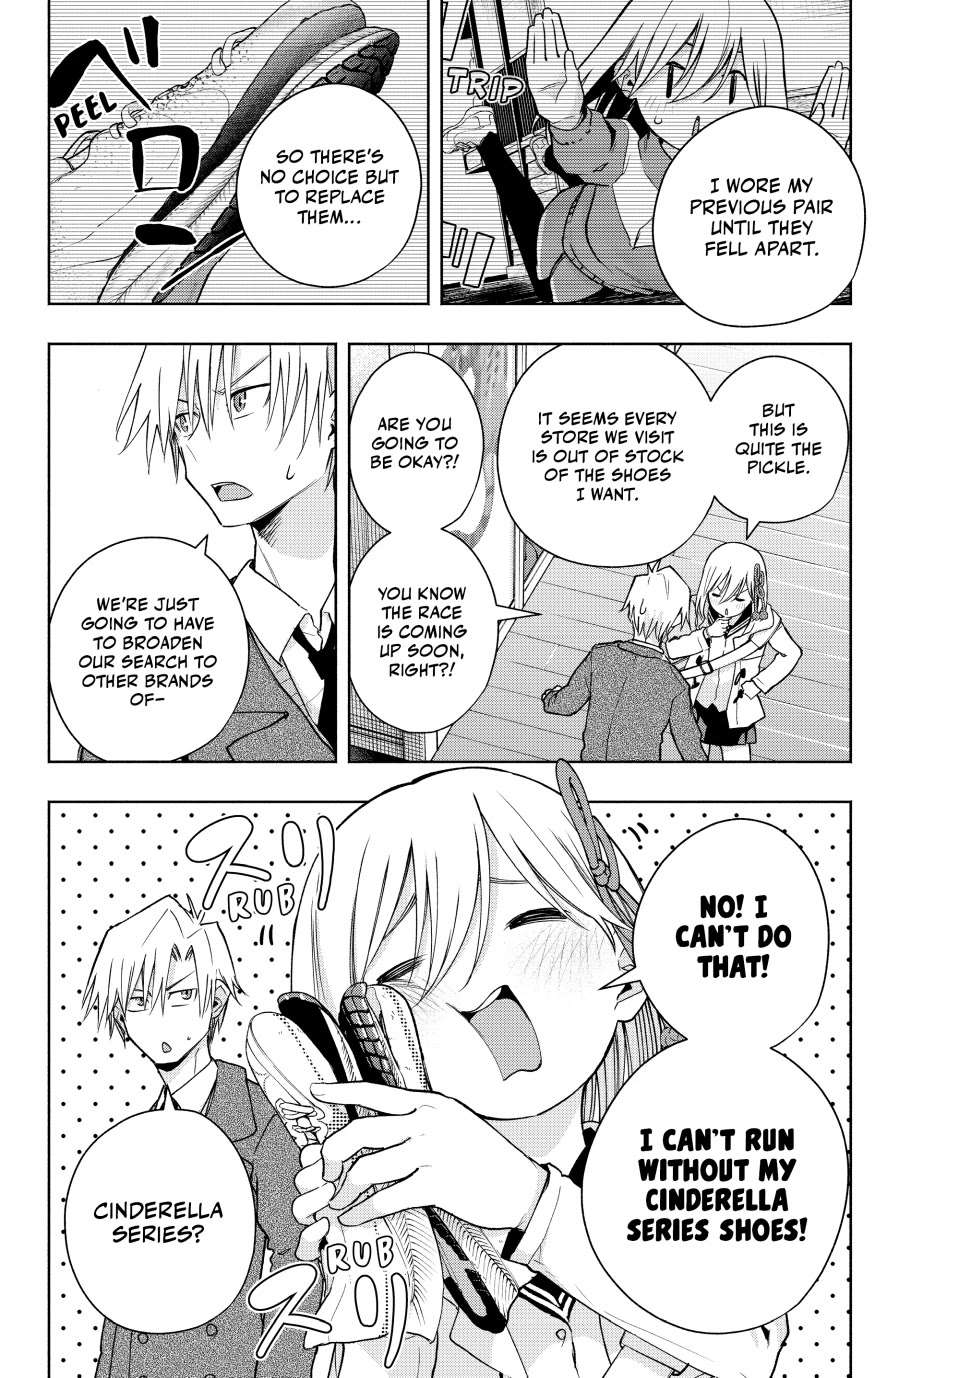 TRIP
I WORE MY
PREVIOUS PAIR
UNTIL THEY
FELL APART.
ベロ
PEEL
SO THERE'S
NO CHOICE BUT
TO REPLACE
THEM...
BUT
THIS IS
QUITE THE
PICKLE.
IT SEEMS EVERY
STORE WE VISIT
IS OUT OF STOCK
OF THE SHOES
I WANT.
ARE YOU
GOING TO
BE OKAY?!
YOU KNOW
THE RACE
IS COMING
UP SOON,
RIGHT?!
WE'RE JUST
GOING TO HAVE
TO BROADEN
OUR SEARCH TO
OTHER BRANDS
OF-
NO! I
CAN'T DO
THAT!
I CAN'T RUN
WITHOUT MY
CINDERELLA
SERIES SHOES!
ズリ
RUB
CINDERELLA
SERIES?
RUB
ズリ